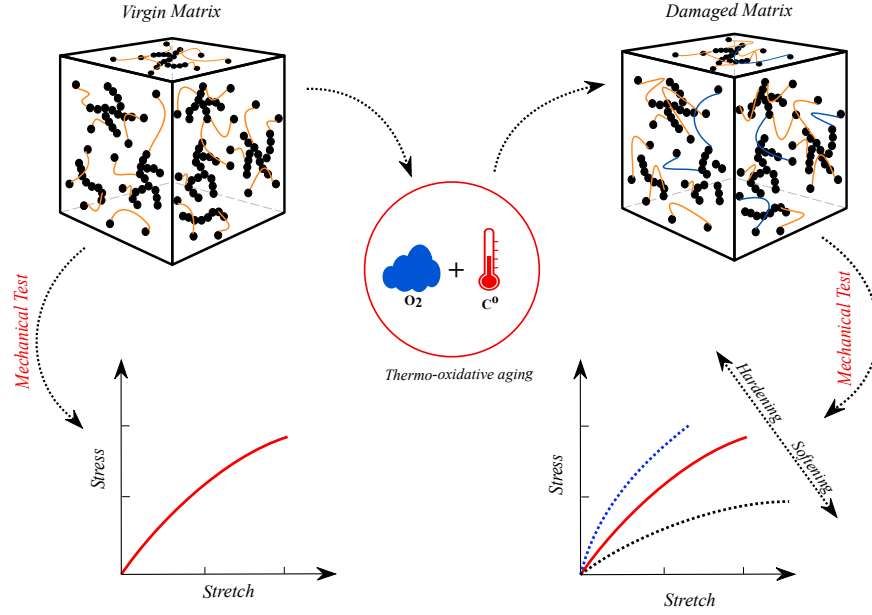 Virgin Matrix
Damaged Matrix
Mechanical Test
+
O2
C⁰
Thermo-oxidative aging
Mechanical Test
Hardening
Softening
Stress
Stretch
Stress
Stretch